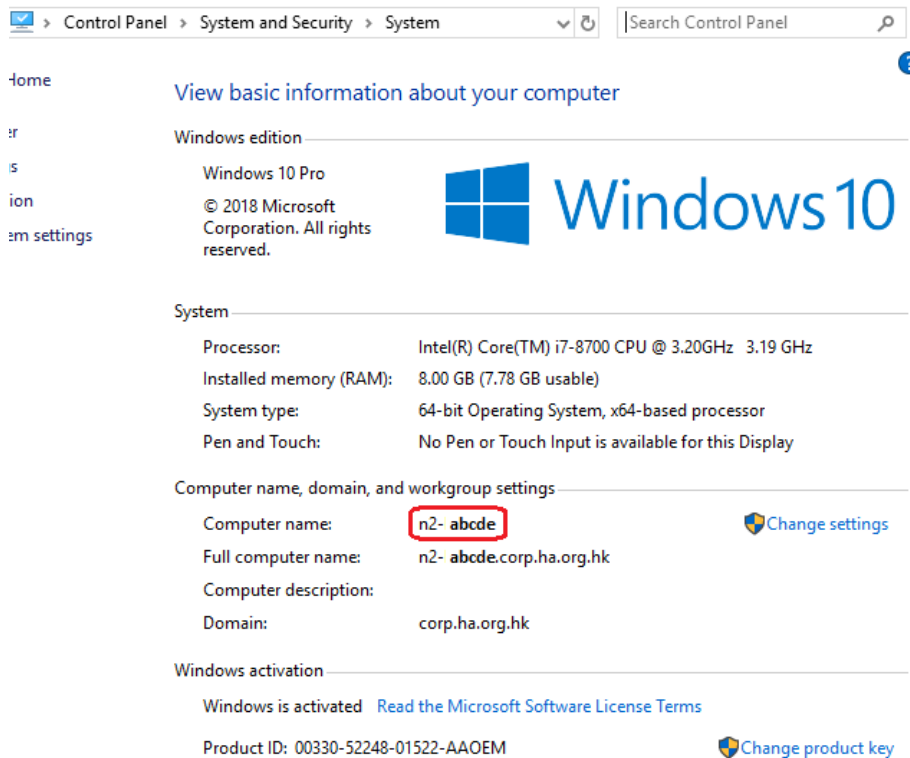 Control Panel > System and Security > System
Search Control Panel
Home
?
er
gs
ion
em settings
View basic information about your computer
Windows edition
Windows 10 Pro
© 2018 Microsoft
Corporation. All rights
reserved.
Windows 10
System
Processor: Intel(R) Core(TM) i7-8700 CPU @ 3.20GHz 3.19 GHz
Installed memory (RAM): 8.00 GB (7.78 GB usable)
System type: 64-bit Operating System, x64-based processor
Pen and Touch: No Pen or Touch Input is available for this Display
Computer name, domain, and workgroup settings
Computer name: n2- abcde
Change settings
Full computer name: n2- abcde.corp.ha.org.hk
Computer description:
Domain: corp.ha.org.hk
Windows activation
Windows is activated Read the Microsoft Software License Terms
Product ID: 00330-52248-01522-AAOEM
Change product key